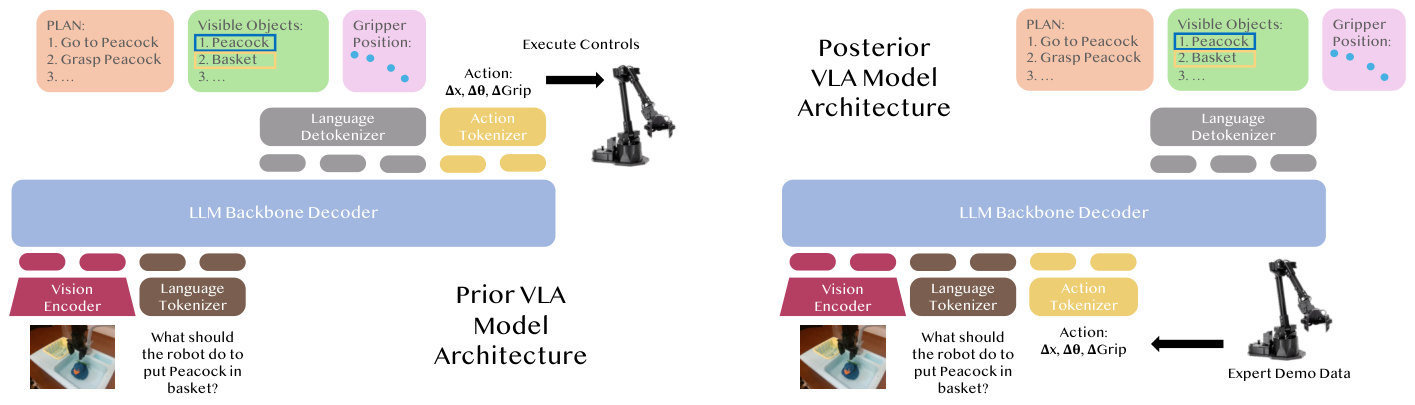 PLAN:
1. Go to Peacock
2. Grasp Peacock
3. ...
Visible Objects:
1. Peacock
2. Basket
3. ...
Gripper
Position:
Execute Controls
Action:
Δx, Δθ, ΔGrip
Language
Detokenizer
Action
Tokenizer
LLM Backbone Decoder
Vision
Encoder
Language
Tokenizer
What should
the robot do to
put Peacock in
basket?
Prior VLA
Model
Architecture
Posterior
VLA Model
Architecture
PLAN:
1. Go to Peacock
2. Grasp Peacock
3. ...
Visible Objects:
1. Peacock
2. Basket
3. ...
Gripper
Position:
Language
Detokenizer
LLM Backbone Decoder
Vision
Encoder
Language
Tokenizer
Action
Tokenizer
What should
the robot do to
put Peacock in
basket?
Action:
Δx, Δθ, ΔGrip
Expert Demo Data